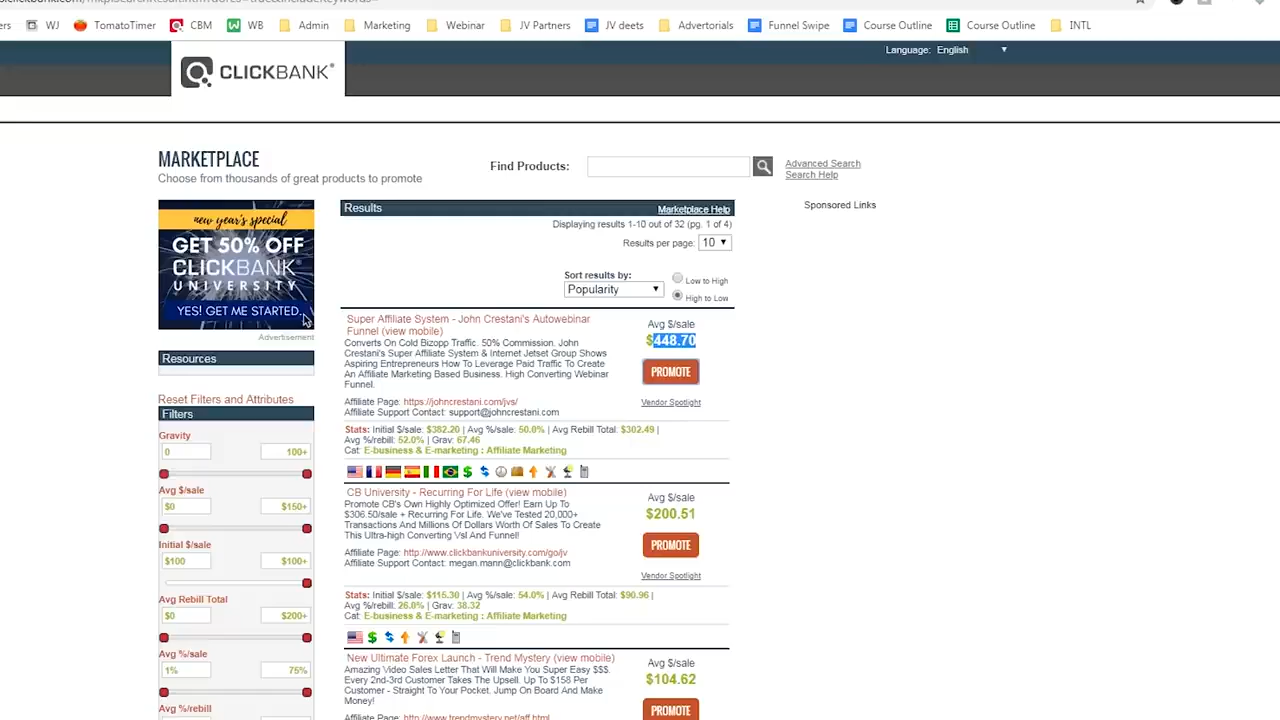 WJ TomatoTimer CBM WB Admin Marketing Webinar JV Partners JV deets Advertorials Funnel Swipe Course Outline Course Outline INTL
Language: English
CLICKBANK®
MARKETPLACE
Choose from thousands of great products to promote
Find Products:
Advanced Search
Search Help
new year's special
GET 50% OFF
CLICKBANK
UNIVERSITY
YES! GET ME STARTED.
Advertisement
Resources
Reset Filters and Attributes
Filters
Gravity
0 100+
Avg $/sale
$0 $150+
Initial $/sale
$100 $100+
Avg Rebill Total
$0 $200+
Avg %/sale
1% 75%
Avg %/rebill
Results Marketplace Help
Displaying results 1-10 out of 32 (pg. 1 of 4)
Results per page: 10
Sort results by:
Popularity
Low to High
High to Low
Super Affiliate System - John Crestani's Autowebinar
Funnel (view mobile)
Converts On Cold Bizopp Traffic. 50% Commission. John
Crestani's Super Affiliate System & Internet Jetset Group Shows
Aspiring Entrepreneurs How To Leverage Paid Traffic To Create
An Affiliate Marketing Based Business. High Converting Webinar
Funnel.
Affiliate Page: https://johncrestani.com/jvs/
Affiliate Support Contact: support@johncrestani.com
Avg $/sale
$448.70
PROMOTE
Vendor Spotlight
Stats: Initial $/sale: $382.20 | Avg %/sale: 50.0% | Avg Rebill Total: $302.49 |
Avg %/rebill: 52.0% | Grav: 67.46
Cat: E-business & E-marketing : Affiliate Marketing
CB University - Recurring For Life (view mobile)
Promote CB's Own Highly Optimized Offer! Earn Up To
$306.50/sale + Recurring For Life. We've Tested 20,000+
Transactions And Millions Of Dollars Worth Of Sales To Create
This Ultra-high Converting Vsl And Funnel!
Affiliate Page: http://www.clickbankuniversity.com/go/jv
Affiliate Support Contact: megan.mann@clickbank.com
Avg $/sale
$200.51
PROMOTE
Vendor Spotlight
Stats: Initial $/sale: $115.30 | Avg %/sale: 54.0% | Avg Rebill Total: $90.96 |
Avg %/rebill: 26.0% | Grav: 38.32
Cat: E-business & E-marketing : Affiliate Marketing
New Ultimate Forex Launch - Trend Mystery (view mobile)
Amazing Video Sales Letter That Will Make You Super Easy $$$.
Every 2nd-3rd Customer Takes The Upsell. Up To $158 Per
Customer - Straight To Your Pocket. Jump On Board And Make
Money!
Affiliate Page: http://www.trendmystery.net/aff.html
Avg $/sale
$104.62
PROMOTE
Sponsored Links